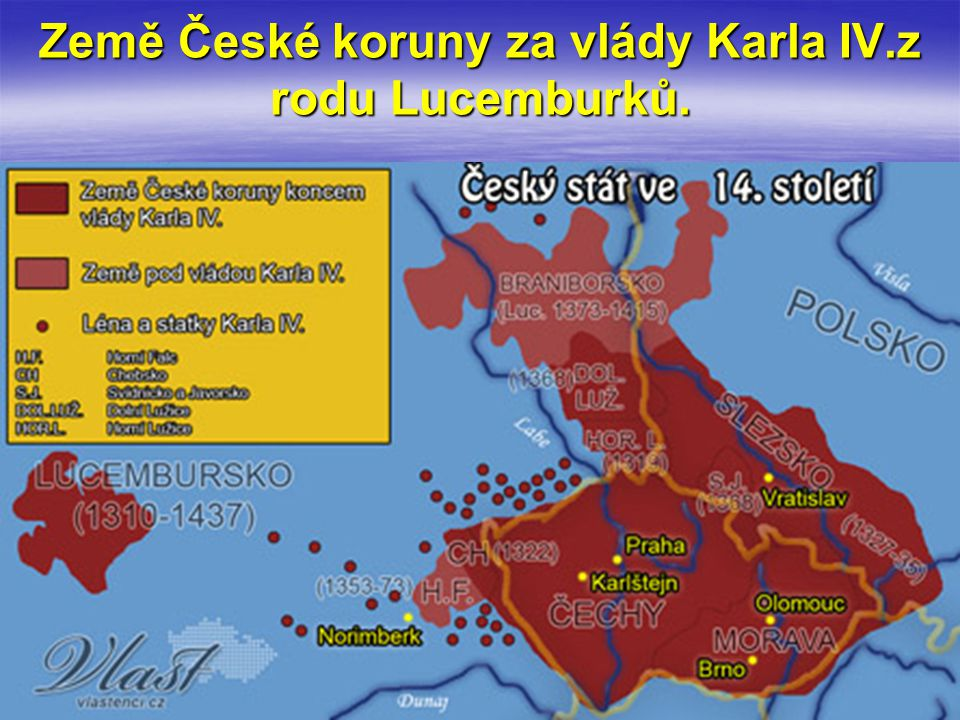 Země České koruny za vlády Karla IV.z
rodu Lucemburků.
Český stát ve 14. století
Země České koruny koncem
vlády Karla IV.
Země pod vládou Karla IV.
Léna a statky Karla IV.
H.F. Horní Falc
CH Chebsko
S.J. Svídnicko a Javorsko
DOL.LUŽ. Dolní Lužice
HOR.L. Horní Lužice
BRANIBORSKO
(Luc. 1373-1415)
Visla
POLSKO
(1368)
DOL.
LUŽ.
Labe
SLEZSKO
HOR. L.
(1319)
LUCEMBURSKO
(1310-1437)
S.J.
(1368)
Vratislav
(1327-35)
Praha
CH (1322)
Karlštejn
(1353-73)
H.F.
ČECHY
Olomouc
Norimberk
MORAVA
Brno
Vlast
vlastenci.cz
Dunaj